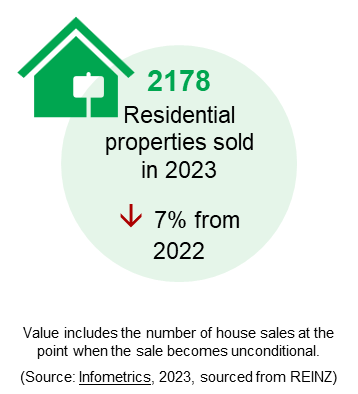 2178
Residential
properties sold
in 2023
↓ 7% from
2022
Value includes the number of house sales at the
point when the sale becomes unconditional.
(Source: Infometrics, 2023, sourced from REINZ)